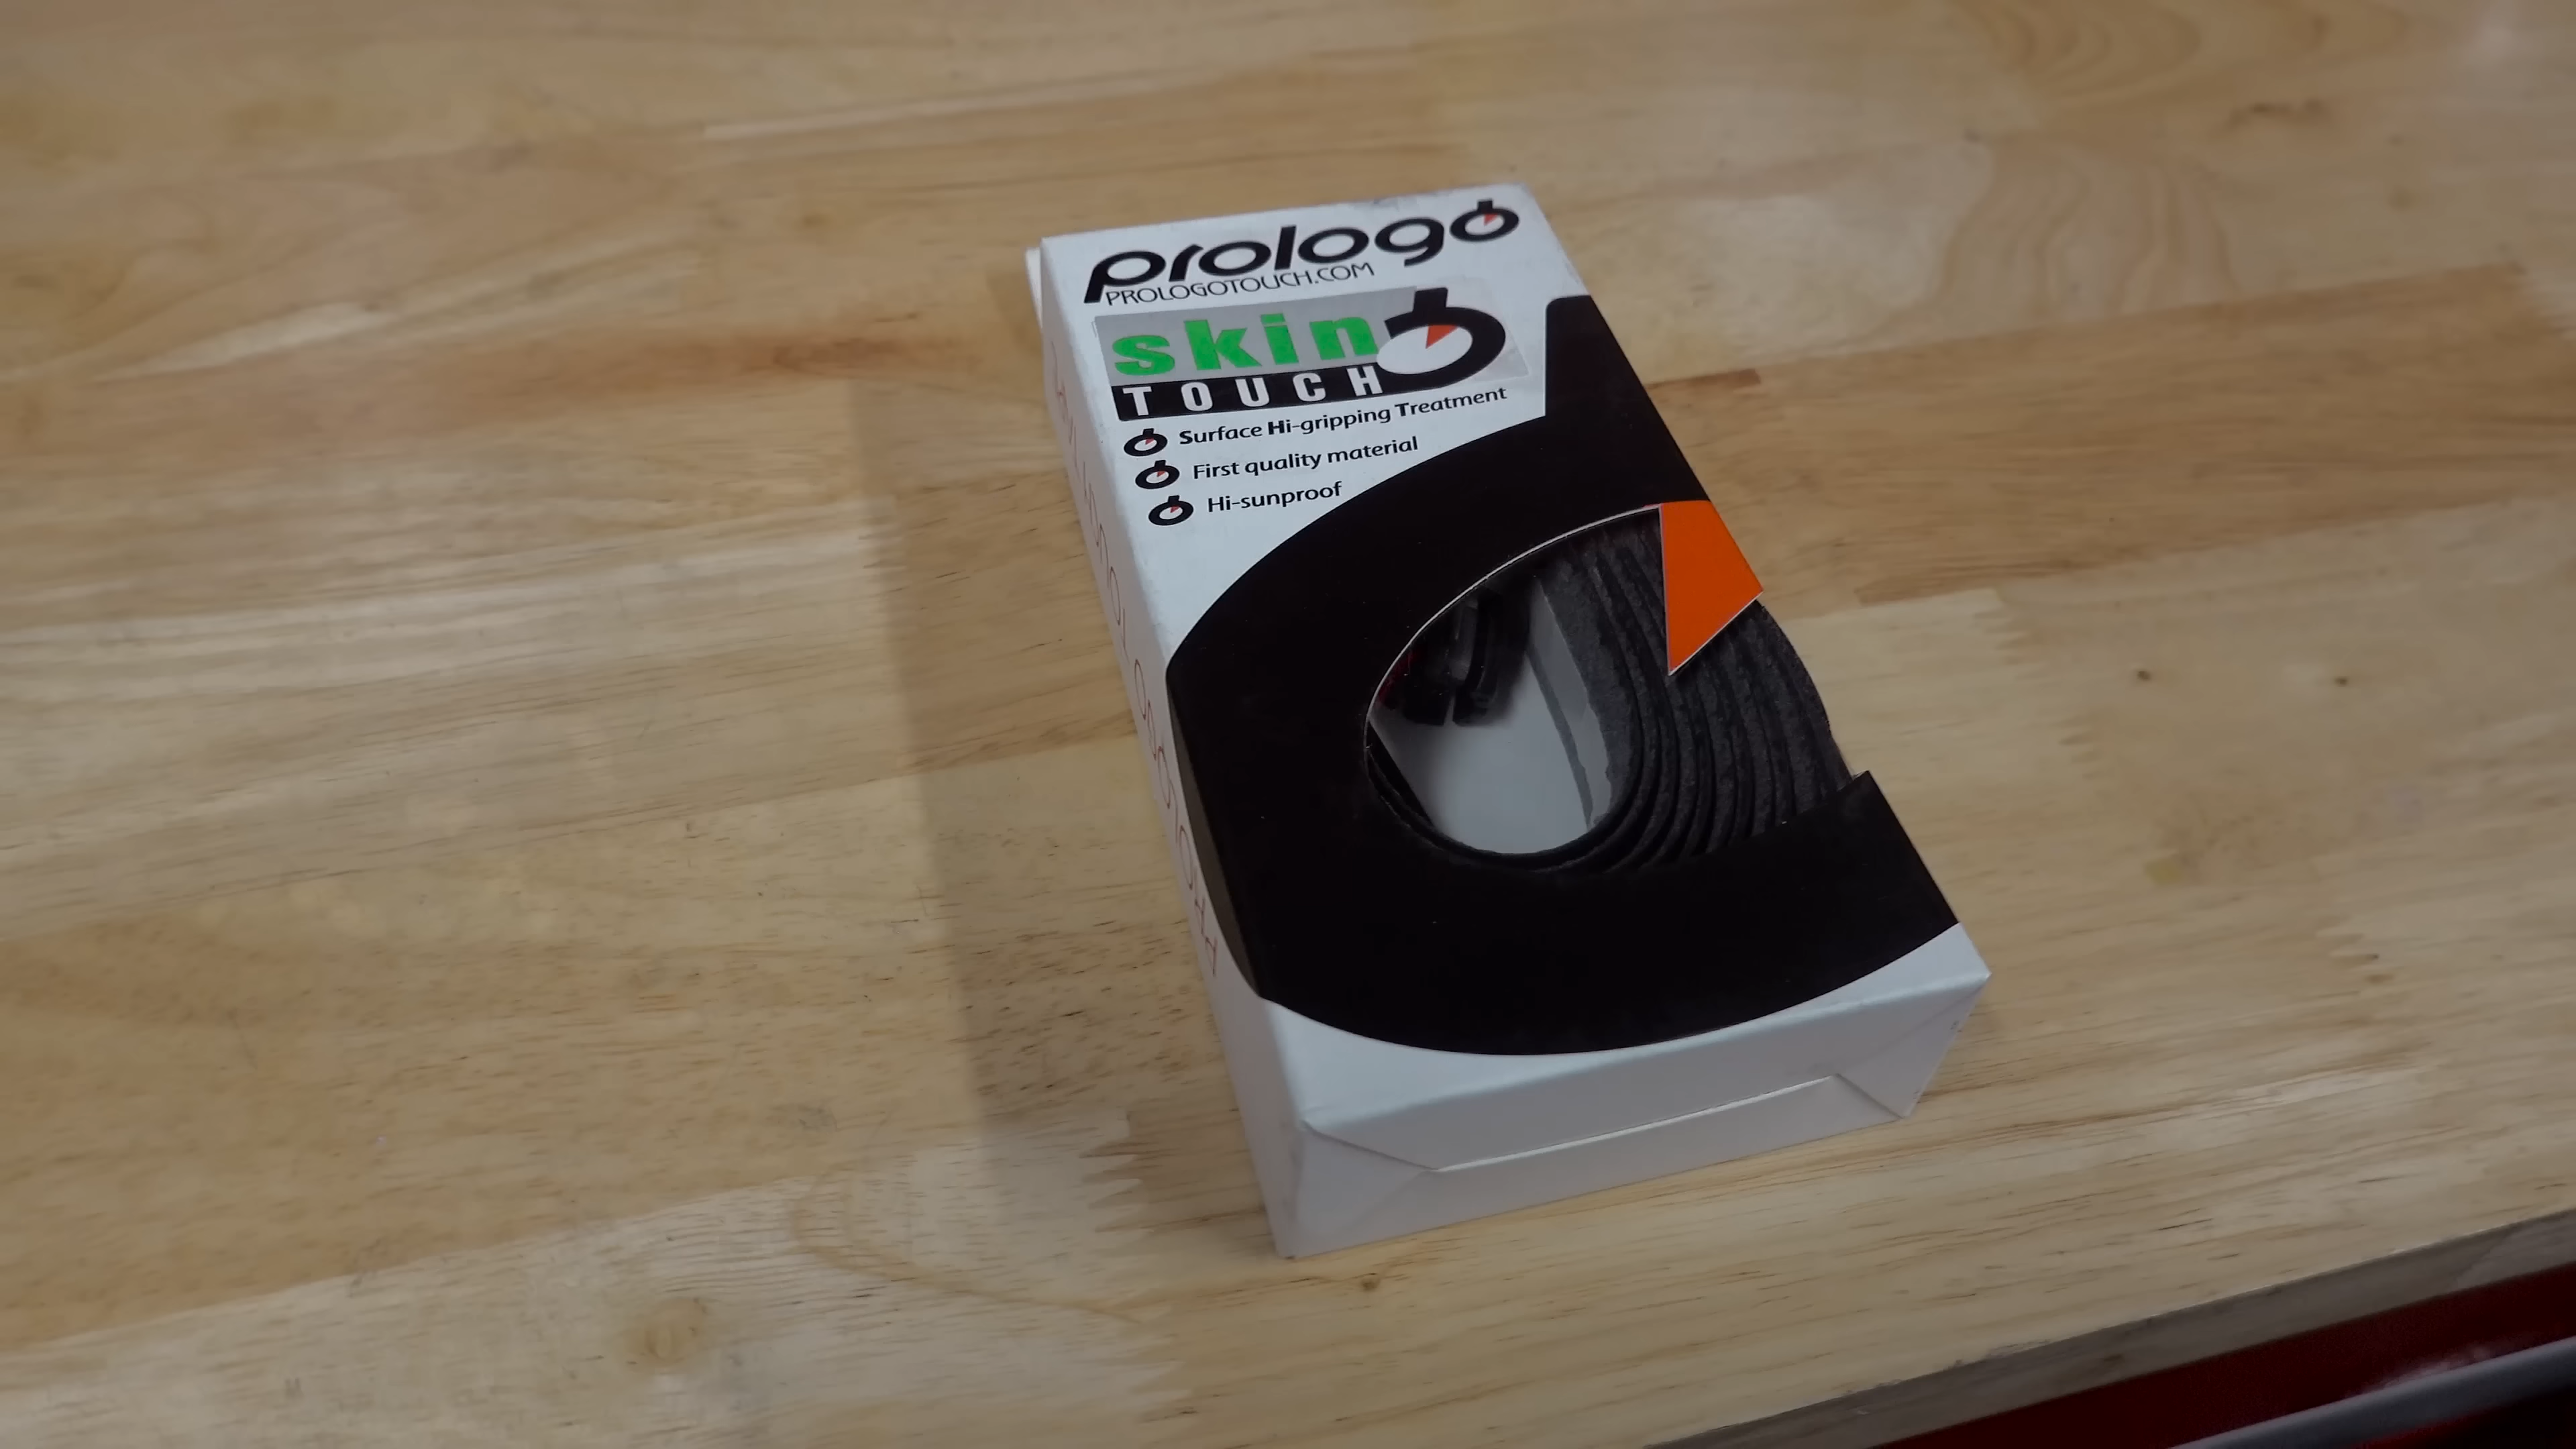 prologo
PROLOGOTOUCH.COM
skin
TOUCH
Surface Hi-gripping Treatment
First quality material
Hi-sunproof